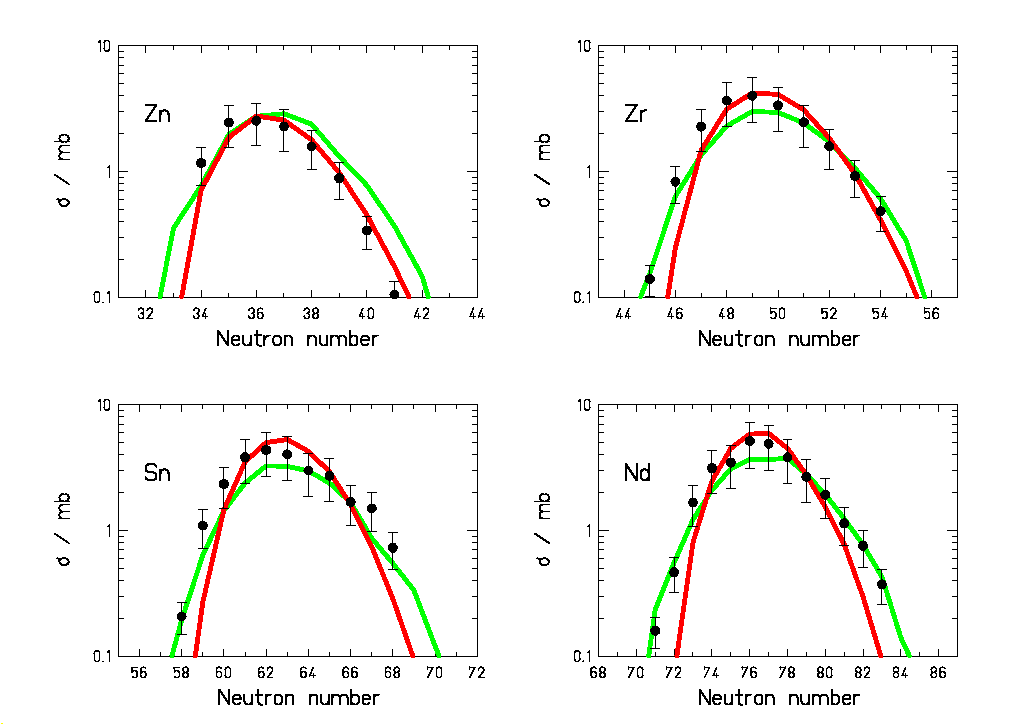 10
1
0.1
σ / mb
Zn
32 34 36 38 40 42 44
Neutron number
10
1
0.1
σ / mb
Zr
44 46 48 50 52 54 56
Neutron number
10
1
0.1
σ / mb
Sn
56 58 60 62 64 66 68 70 72
Neutron number
10
1
0.1
σ / mb
Nd
68 70 72 74 76 78 80 82 84 86
Neutron number